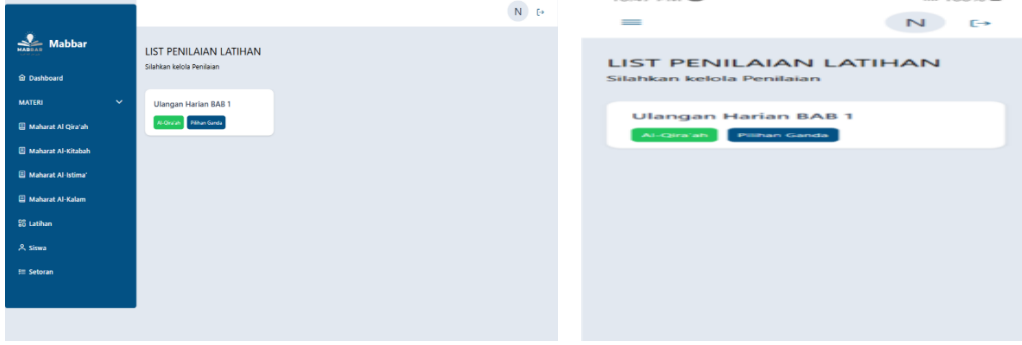 N
MABBAR
Mabbar
Dashboard
MATERI
Maharat Al Qira'ah
Maharat Al-Kitabah
Maharat Al-Istima'
Maharat Al-Kalam
Latihan
Siswa
Setoran
LIST PENILAIAN LATIHAN
Silahkan kelola Penilaian
Ulangan Harian BAB 1
Al-Qira'ah
Pilihan Ganda
N
LIST PENILAIAN LATIHAN
Silahkan kelola Penilaian
Ulangan Harian BAB 1
Al-Qira'ah
Pilihan Ganda